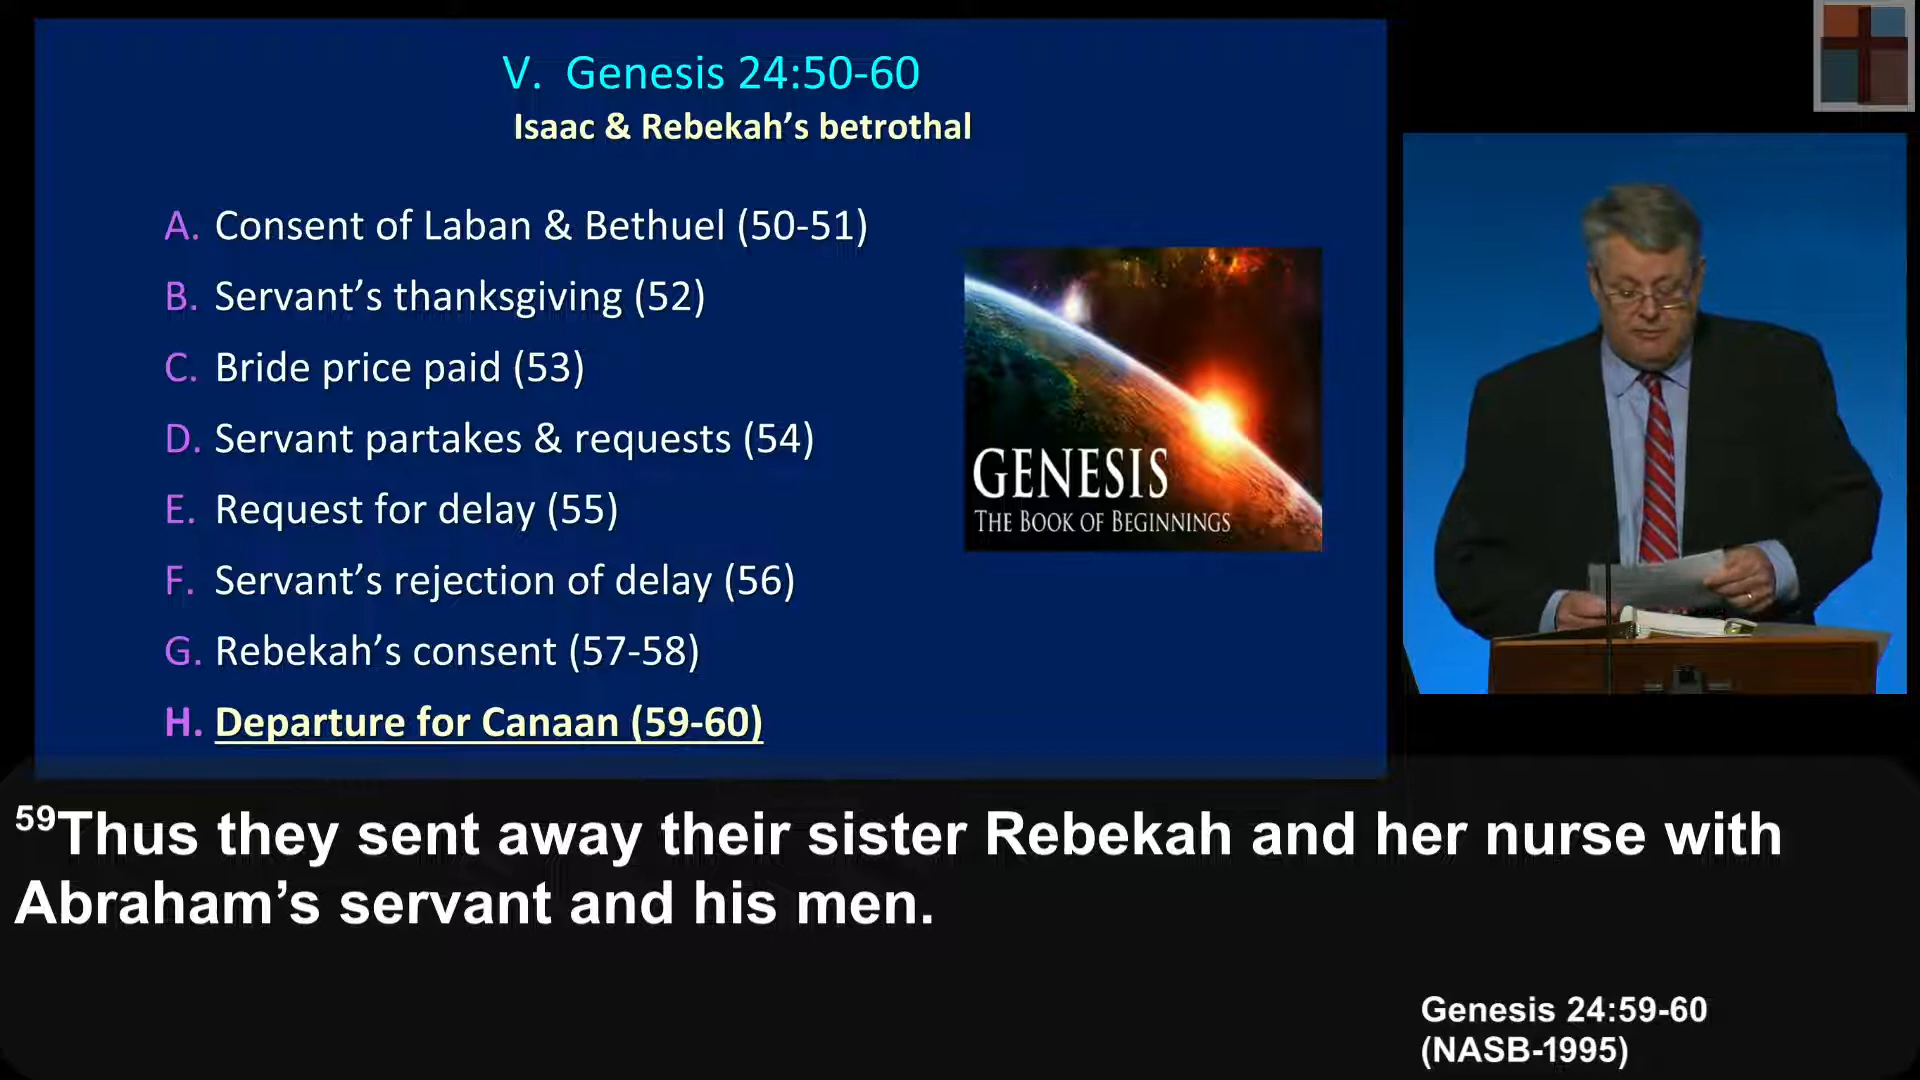 V. Genesis 24:50-60
Isaac & Rebekah’s betrothal
A. Consent of Laban & Bethuel (50-51)
B. Servant’s thanksgiving (52)
C. Bride price paid (53)
D. Servant partakes & requests (54)
E. Request for delay (55)
F. Servant’s rejection of delay (56)
G. Rebekah’s consent (57-58)
H. Departure for Canaan (59-60)
GENESIS
THE BOOK OF BEGINNINGS
59Thus they sent away their sister Rebekah and her nurse with
Abraham’s servant and his men.
Genesis 24:59-60
(NASB-1995)